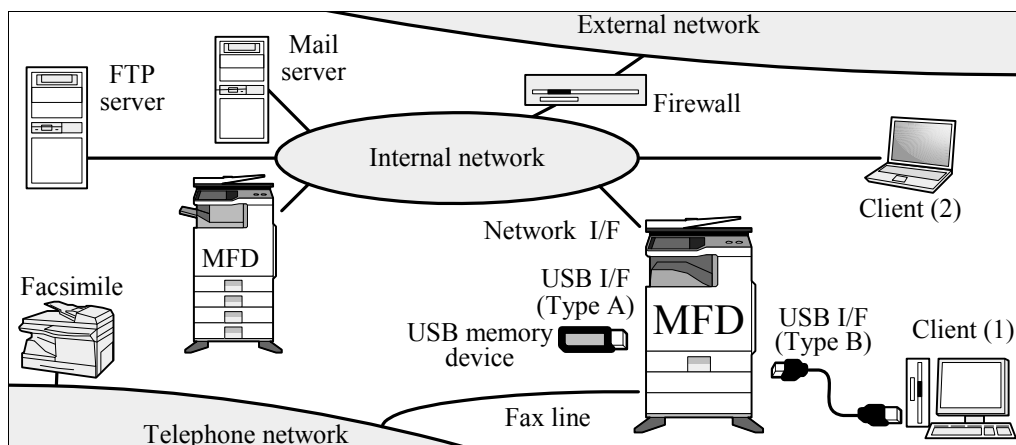 External network
Mail
server
FTP
server
Firewall
Internal network
Client (2)
Network I/F
MFD
Facsimile
USB I/F
(Type A)
USB memory
device
MFD
USB I/F
(Type B)
Client (1)
Fax line
Telephone network